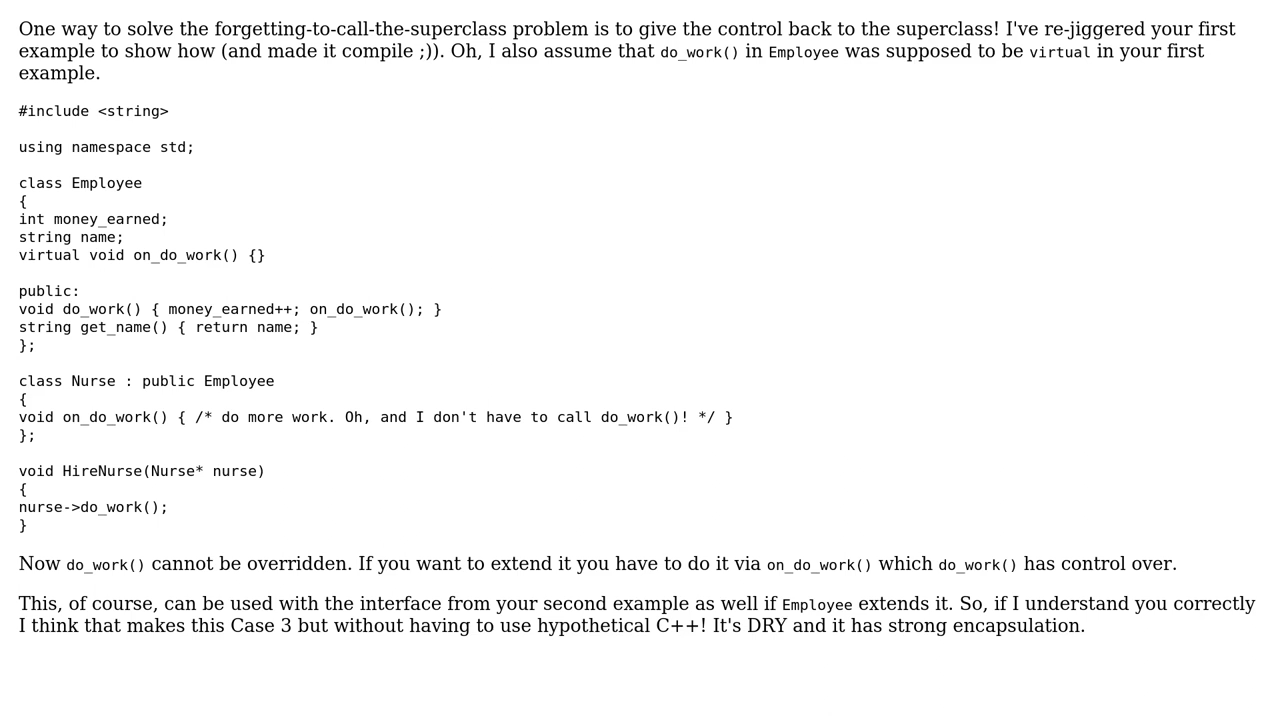 One way to solve the forgetting-to-call-the-superclass problem is to give the control back to the superclass! I've re-jiggered your first
example to show how (and made it compile ;)). Oh, I also assume that do_work() in Employee was supposed to be virtual in your first
example.
#include <string>
using namespace std;
class Employee
{
int money_earned;
string name;
virtual void on_do_work() {}
public:
void do_work() { money_earned++; on_do_work(); }
string get_name() { return name; }
};
class Nurse : public Employee
{
void on_do_work() { /* do more work. Oh, and I don't have to call do_work()! */ }
};
void HireNurse(Nurse* nurse)
{
nurse->do_work();
}
Now do_work() cannot be overridden. If you want to extend it you have to do it via on_do_work() which do_work() has control over.
This, of course, can be used with the interface from your second example as well if Employee extends it. So, if I understand you correctly
I think that makes this Case 3 but without having to use hypothetical C++! It's DRY and it has strong encapsulation.